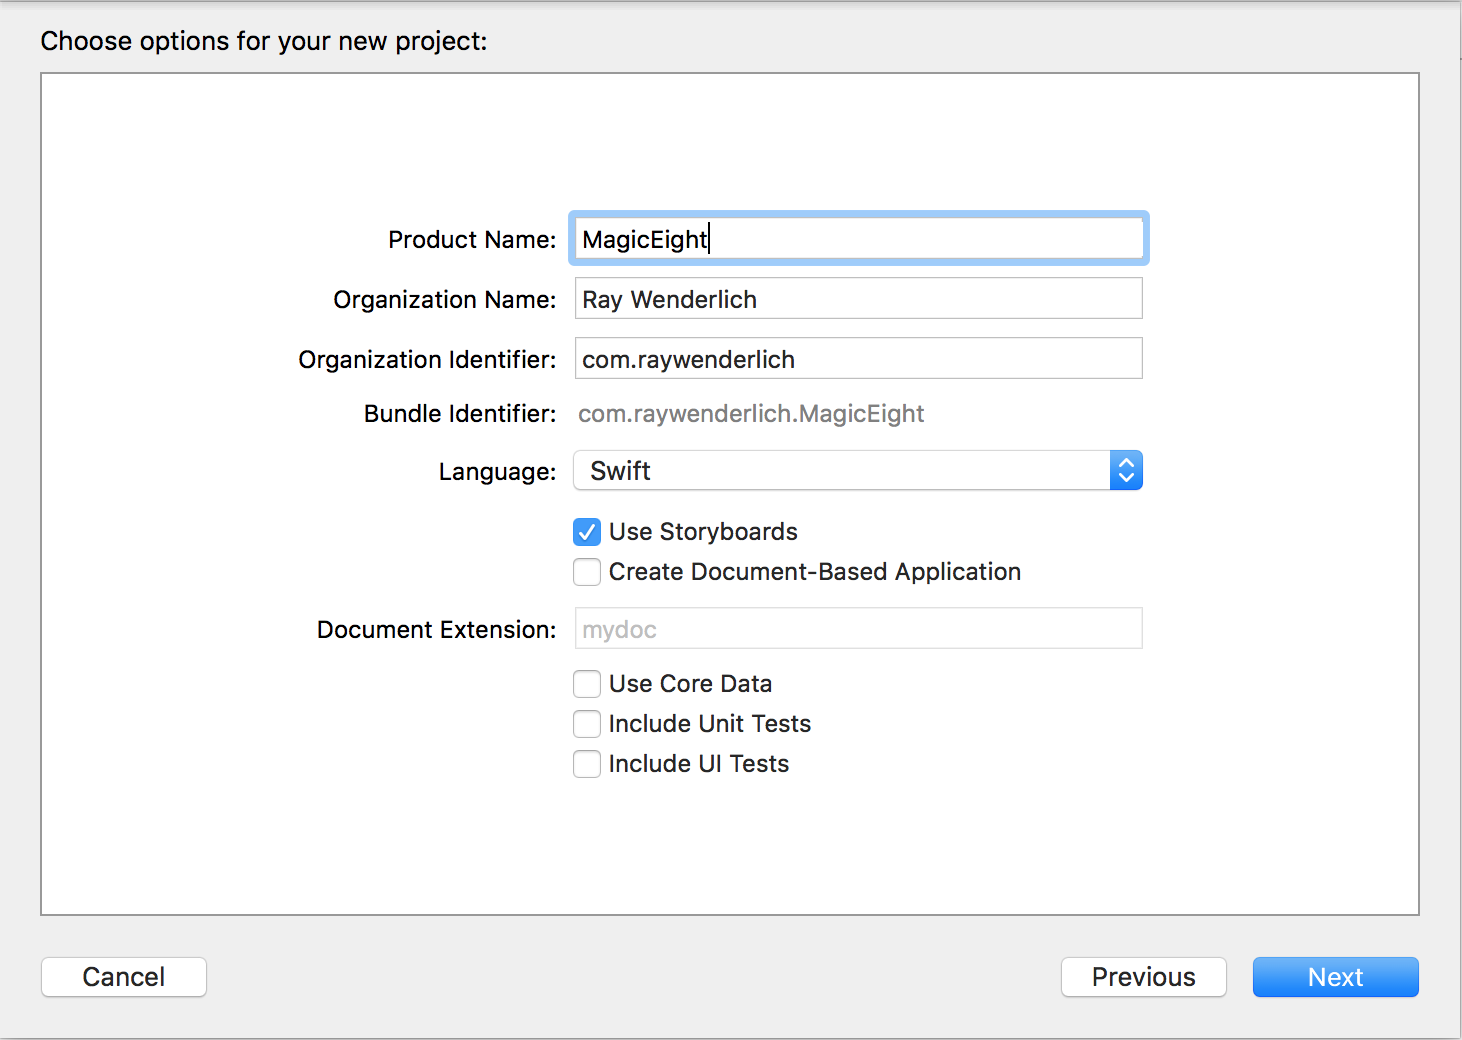 Choose options for your new project:
Product Name: MagicEight
Organization Name: Ray Wenderlich
Organization Identifier: com.raywenderlich
Bundle Identifier: com.raywenderlich.MagicEight
Language: Swift
Use Storyboards
Create Document-Based Application
Document Extension: mydoc
Use Core Data
Include Unit Tests
Include UI Tests
Cancel Previous Next